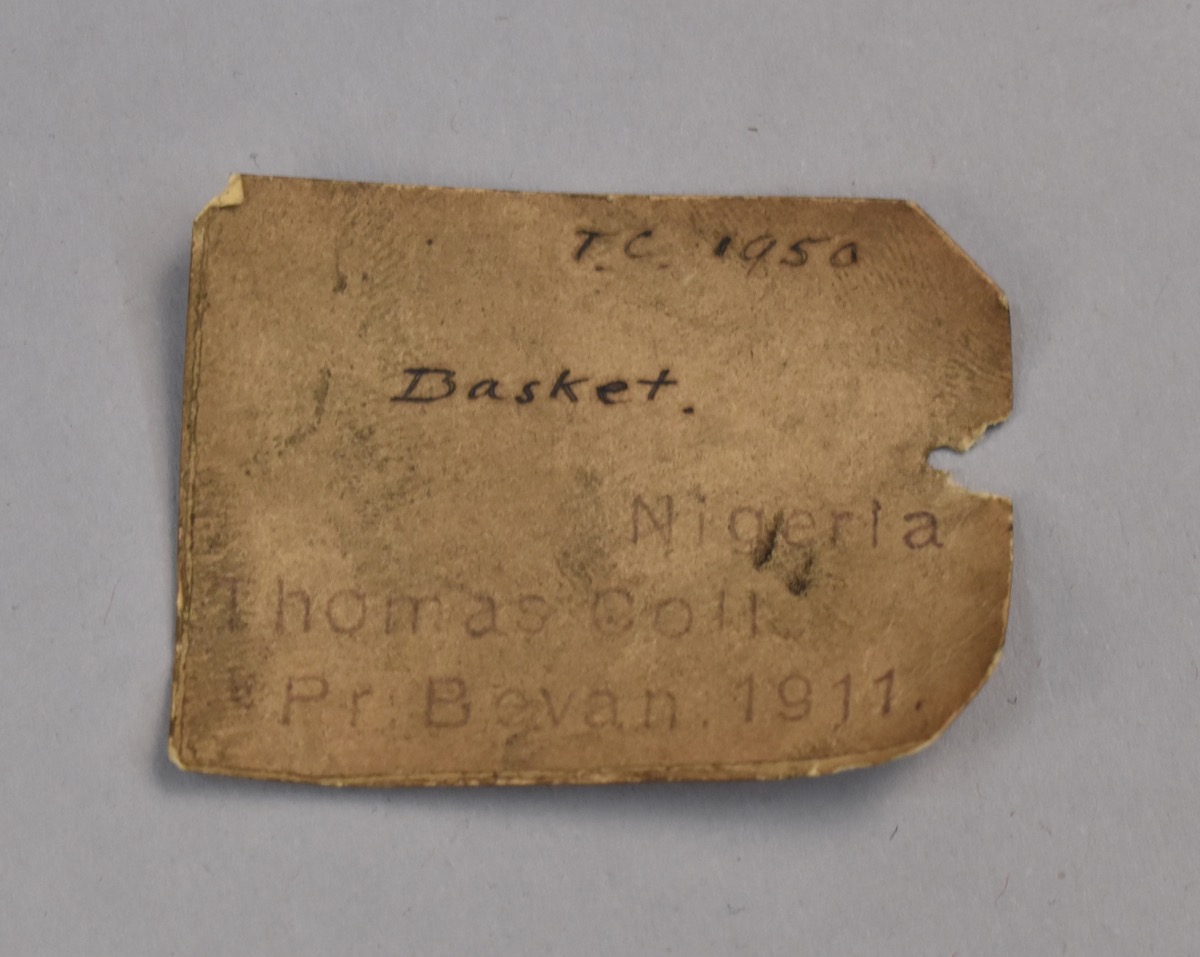 T.C. 1950
Basket.
Nigeria
Thomas Coll.
Pr. Bevan. 1911.